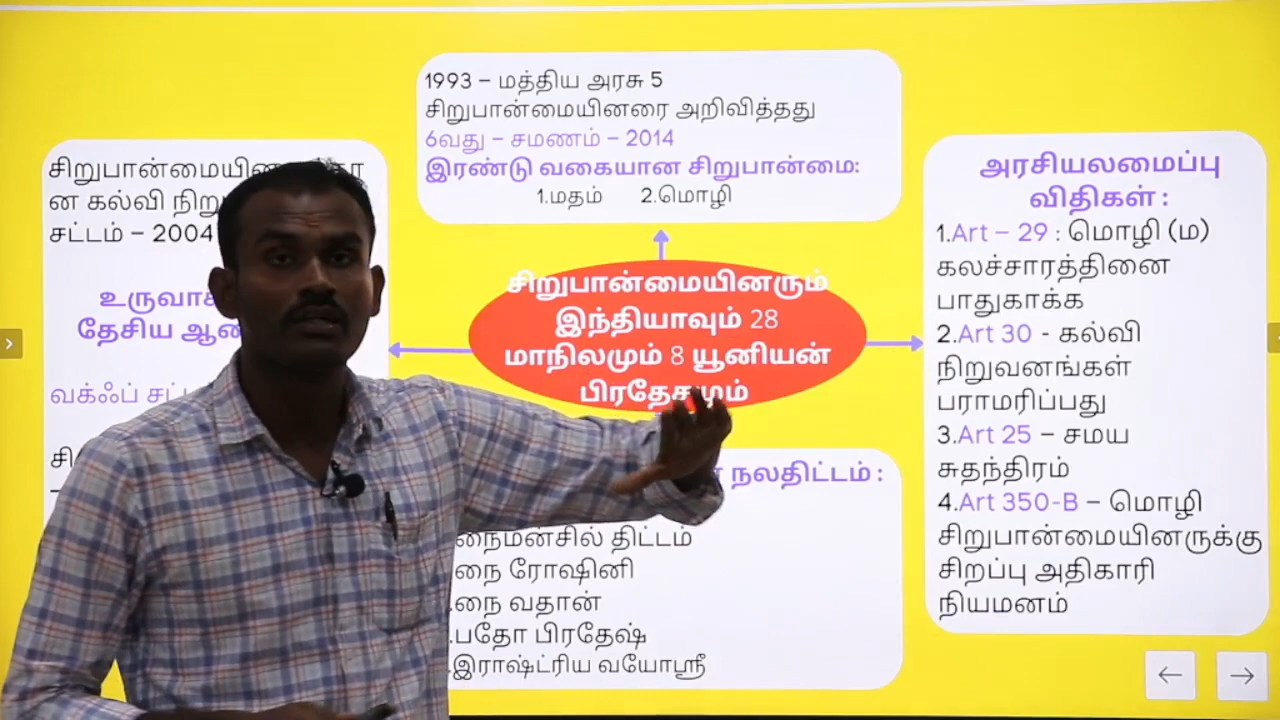 1993 – மத்திய அரசு 5
சிறுபான்மையினரை அறிவித்தது
6வது – சமணம் – 2014
இரண்டு வகையான சிறுபான்மை:
1.மதம் 2.மொழி
ன கல்வி
சட்டம் – 2004
தேசிய
வக்ஃப்
சிறுபான்மையினரும்
இந்தியாவும் 28
மாநிலமும் 8 யூனியன்
பிரதேசமும்
அரசியலமைப்பு
விதிகள் :
1.Art – 29 : மொழி (ம)
கலச்சாரத்தினை
பாதுகாக்க
2.Art 30 - கல்வி
நிறுவனங்கள்
பராமரிப்பது
3.Art 25 – சமய
சுதந்திரம்
4.Art 350-B – மொழி
சிறுபான்மையினருக்கு
சிறப்பு அதிகாரி
நியமனம்
நலதிட்டம் :
நைமன்சில் திட்டம்
நை ரோஷினி
.நை வதான்
.பதோ பிரதேஷ்
.இராஷ்ட்ரிய வயோஸ்ரீ